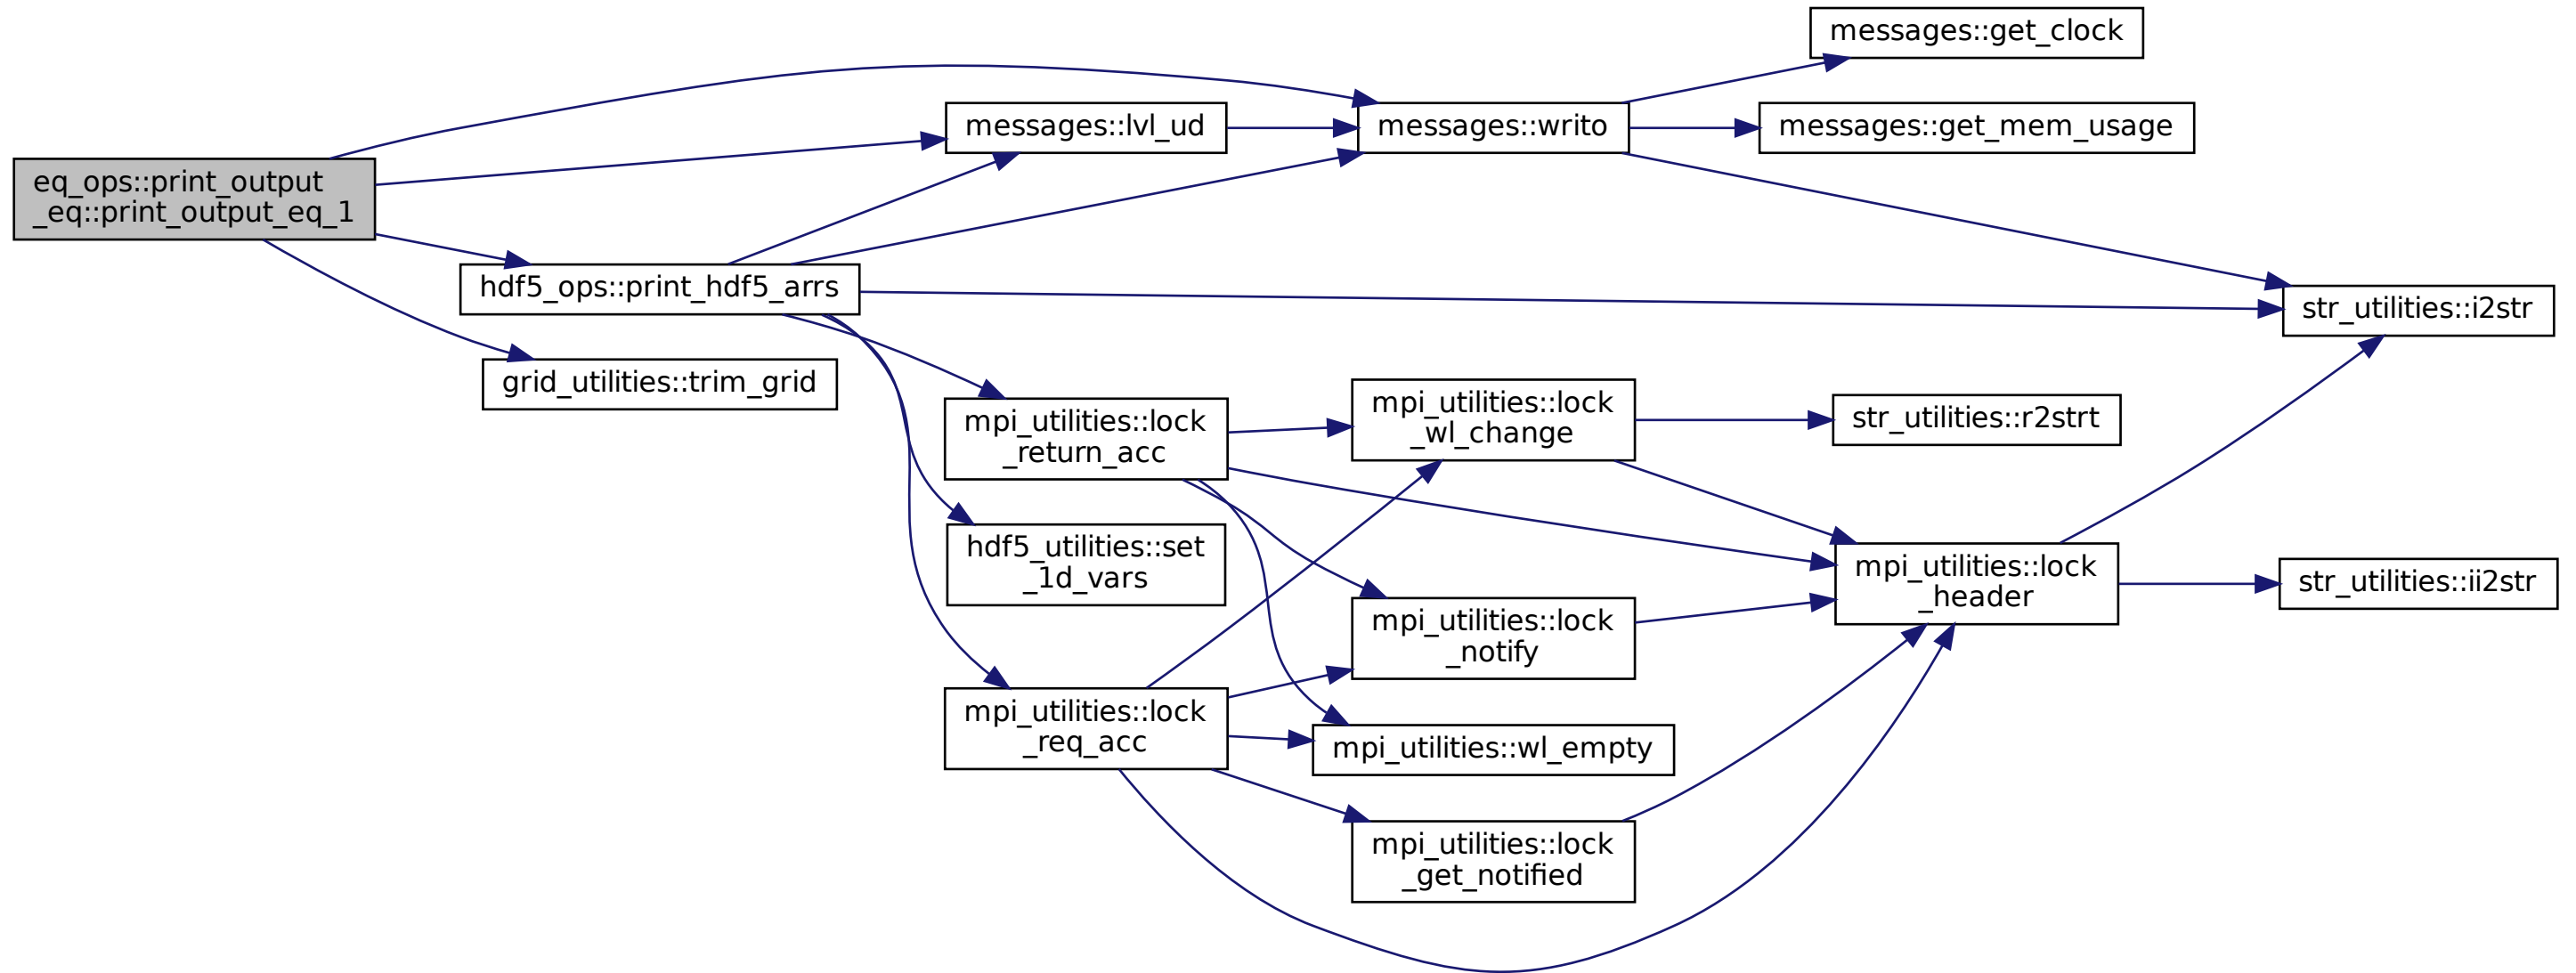 messages::get_clock
messages::lvl_ud
messages::writo
messages::get_mem_usage
eq_ops::print_output
_eq::print_output_eq_1
hdf5_ops::print_hdf5_arrs
str_utilities::i2str
grid_utilities::trim_grid
mpi_utilities::lock
_return_acc
mpi_utilities::lock
_wl_change
str_utilities::r2strt
hdf5_utilities::set
_1d_vars
mpi_utilities::lock
_header
str_utilities::ii2str
mpi_utilities::lock
_notify
mpi_utilities::lock
_req_acc
mpi_utilities::wl_empty
mpi_utilities::lock
_get_notified